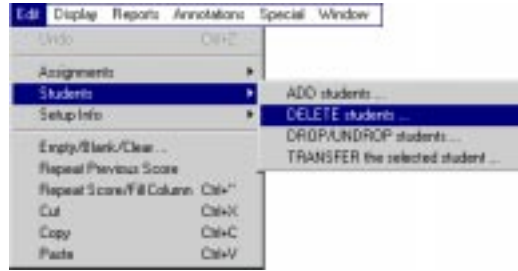 Edit Display Reports Annotations Special Window
Undo Ctrl+Z
Assignments
Students
Setup Info
Empty/Blank/Clear...
Repeat Previous Score
Repeat Score/Fill Column Ctrl+"
Cut Ctrl+X
Copy Ctrl+C
Paste Ctrl+V
ADD students ...
DELETE students ...
DROP/UNDROP students ...
TRANSFER the selected student ...